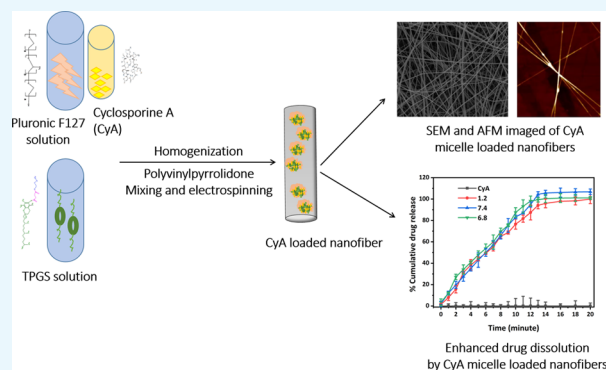 Pluronic F127
solution
Cyclosporine A
(CyA)
TPGS solution
Homogenization
Polyvinylpyrrolidone
Mixing and electrospinning
CyA loaded nanofiber
SEM and AFM imaged of CyA
micelle loaded nanofibers
% Cumulative drug release
120
100
80
60
40
20
0
CyA
1.2
7.4
6.8
0 2 4 6 8 10 12 14 16 18 20
Time (minute)
Enhanced drug dissolution
by CyA micelle loaded nanofibers